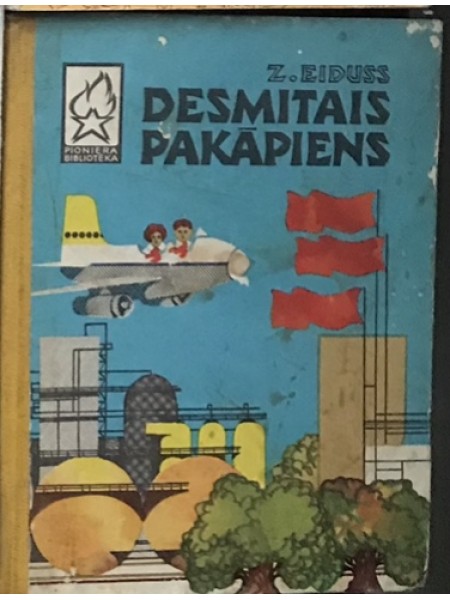 Z. EIDUSS
DESMITAIS
PAKĀPIENS
PIONIERA
BIBLIOTĒKA